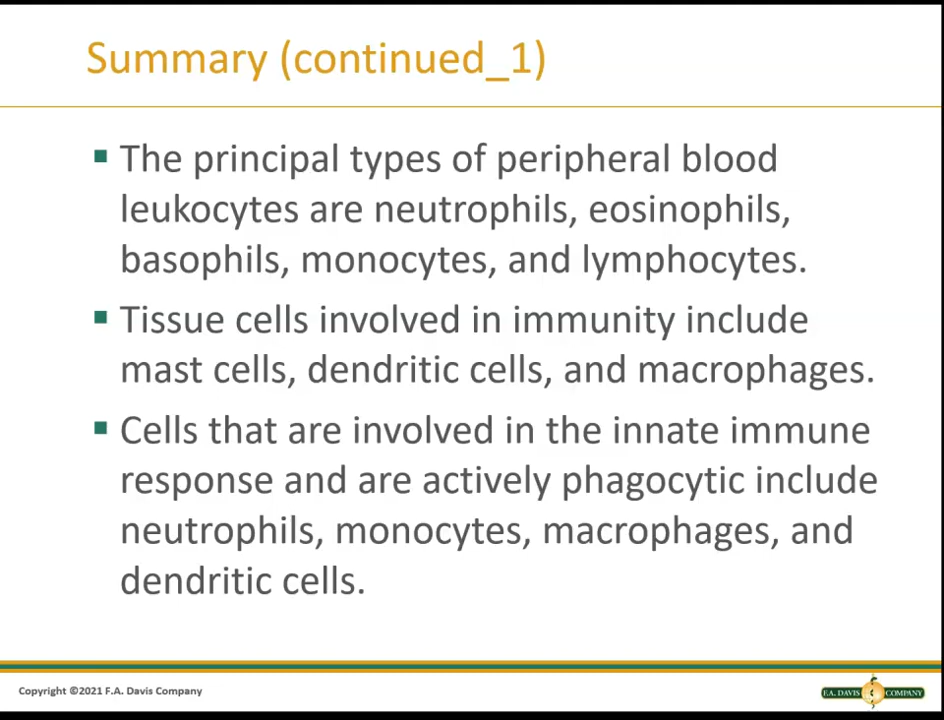 Summary (continued_1)
▪ The principal types of peripheral blood
leukocytes are neutrophils, eosinophils,
basophils, monocytes, and lymphocytes.
▪ Tissue cells involved in immunity include
mast cells, dendritic cells, and macrophages.
▪ Cells that are involved in the innate immune
response and are actively phagocytic include
neutrophils, monocytes, macrophages, and
dendritic cells.
Copyright ©2021 F.A. Davis Company
F.A. DAVIS COMPANY